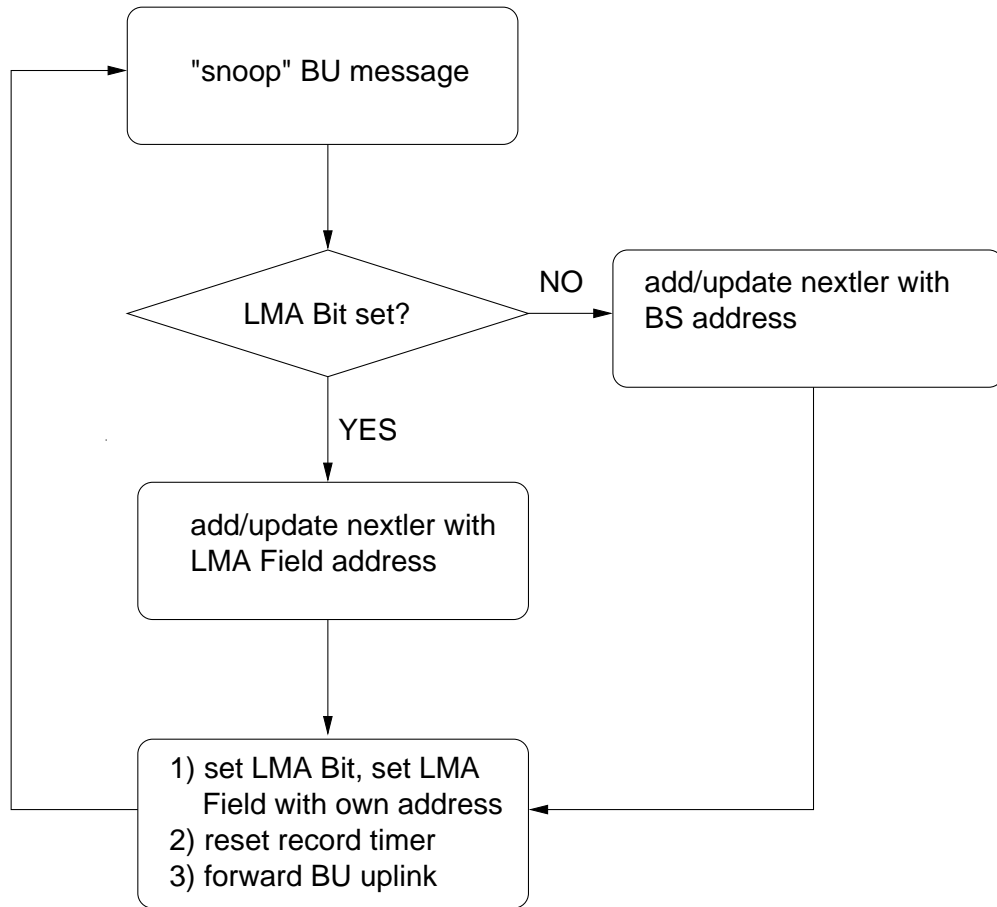 "snoop" BU message
LMA Bit set?
NO
add/update nextler with
BS address
YES
add/update nextler with
LMA Field address
1) set LMA Bit, set LMA
Field with own address
2) reset record timer
3) forward BU uplink